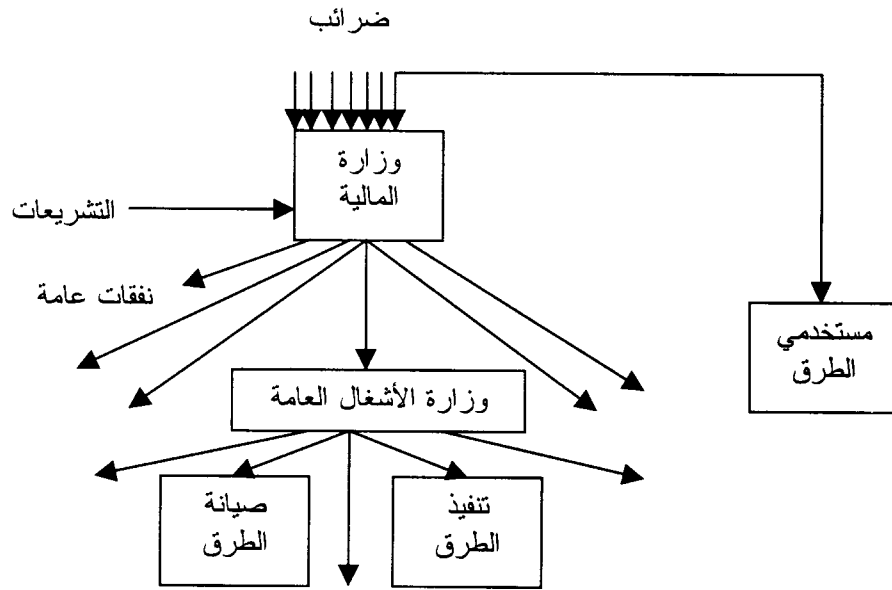 ضرائب
وزارة
المالية
التشريعات
نفقات عامة
مستخدمي
الطرق
وزارة الأشغال العامة
تنفيذ
الطرق
صيانة
الطرق